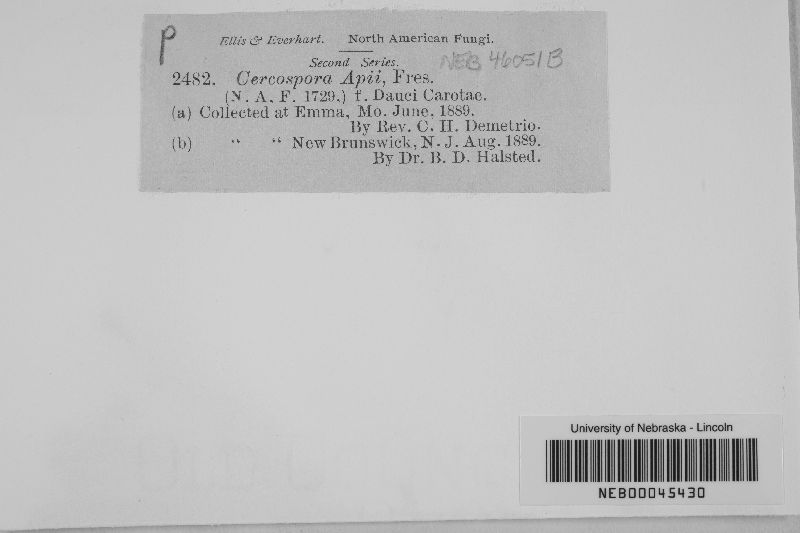 P
Ellis & Everhart. North American Fungi.
Second Series. NEB 46051B
2482. Cercospora Apii, Fres.
(N. A. F. 1729,) f. Dauci Carotae.
(a) Collected at Emma, Mo. June, 1889.
By Rev. C. H. Demetrio.
(b) " " New Brunswick, N. J. Aug. 1889.
By Dr. B. D. Halsted.
University of Nebraska - Lincoln
NEB00045430